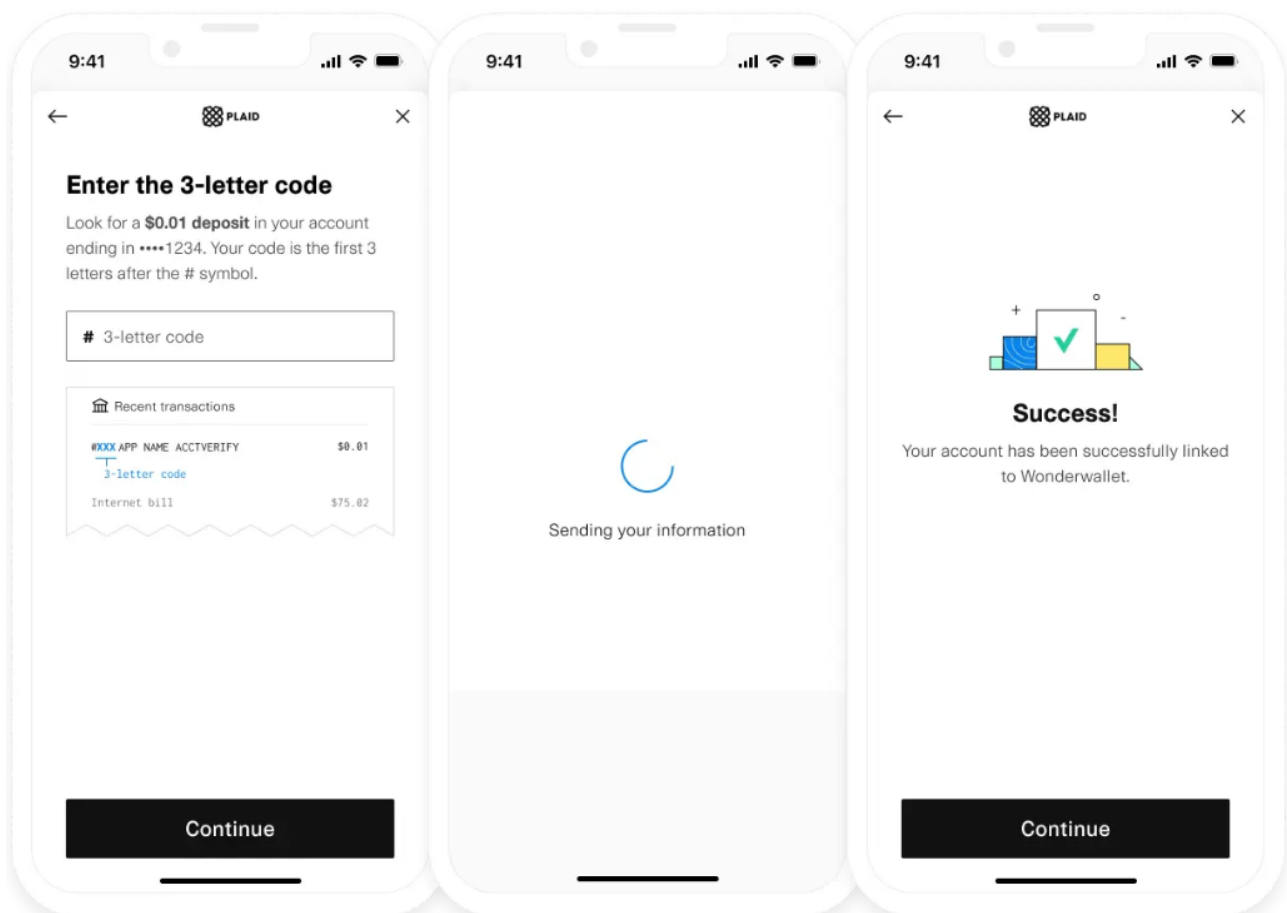 9:41
PLAID
Enter the 3-letter code
Look for a $0.01 deposit in your account
ending in ••••1234. Your code is the first 3
letters after the # symbol.
# 3-letter code
Recent transactions
#XXX APP NAME ACCTVERIFY $0.01
3-letter code
Internet bill $75.02
Continue
9:41
Sending your information
9:41
PLAID
Success!
Your account has been successfully linked
to Wonderwallet.
Continue